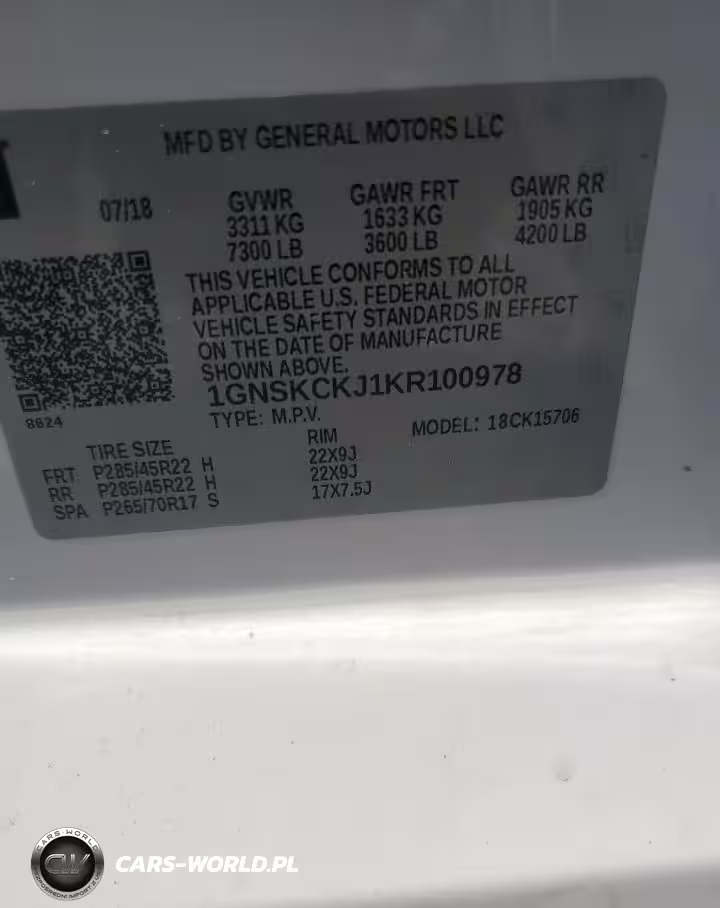 MFD BY GENERAL MOTORS LLC
07/18 GVWR GAWR FRT GAWR RR
3311 KG 1633 KG 1905 KG
7300 LB 3600 LB 4200 LB
THIS VEHICLE CONFORMS TO ALL
APPLICABLE U.S. FEDERAL MOTOR
VEHICLE SAFETY STANDARDS IN EFFECT
ON THE DATE OF MANUFACTURE
SHOWN ABOVE.
1GNSKCKJ1KR100978
8624 TYPE: M.P.V. MODEL: 18CK15706
TIRE SIZE RIM
FRT P285/45R22 H 22X9J
RR P285/45R22 H 22X9J
SPA P265/70R17 S 17X7.5J
CARS-WORLD
CW
CARS-WORLD.PL